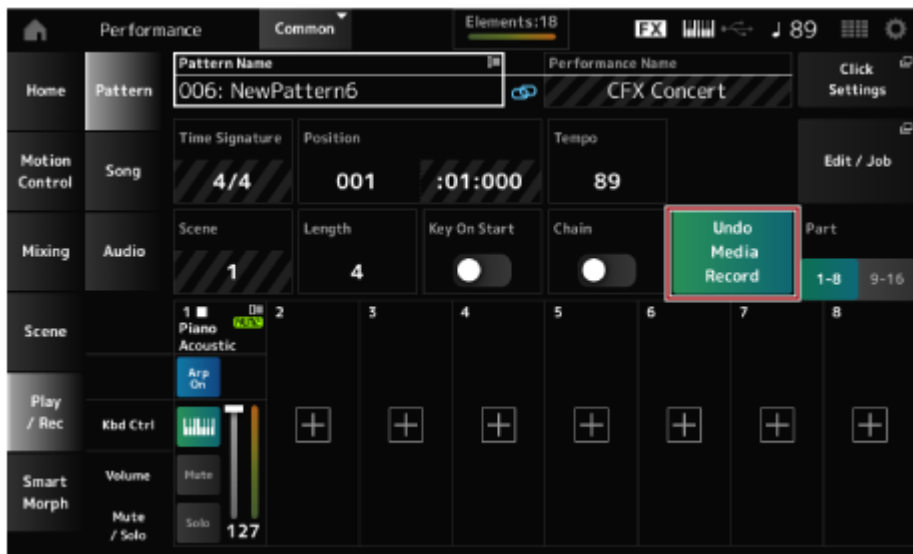 Performance
Common
Elements:18
FX
♩ 89
Home
Pattern
Pattern Name
006: NewPattern6
Performance Name
CFX Concert
Click
Settings
Motion
Control
Song
Time Signature
4/4
Position
001
:01:000
Tempo
89
Edit / Job
Mixing
Audio
Scene
1
Length
4
Key On Start
Chain
Undo
Media
Record
Part
1-8
9-16
Scene
1
Piano
Acoustic
2
3
4
5
6
7
8
Play
/ Rec
Arp
On
Kbd Ctrl
Smart
Morph
Volume
Mute
Mute
/ Solo
Solo
127